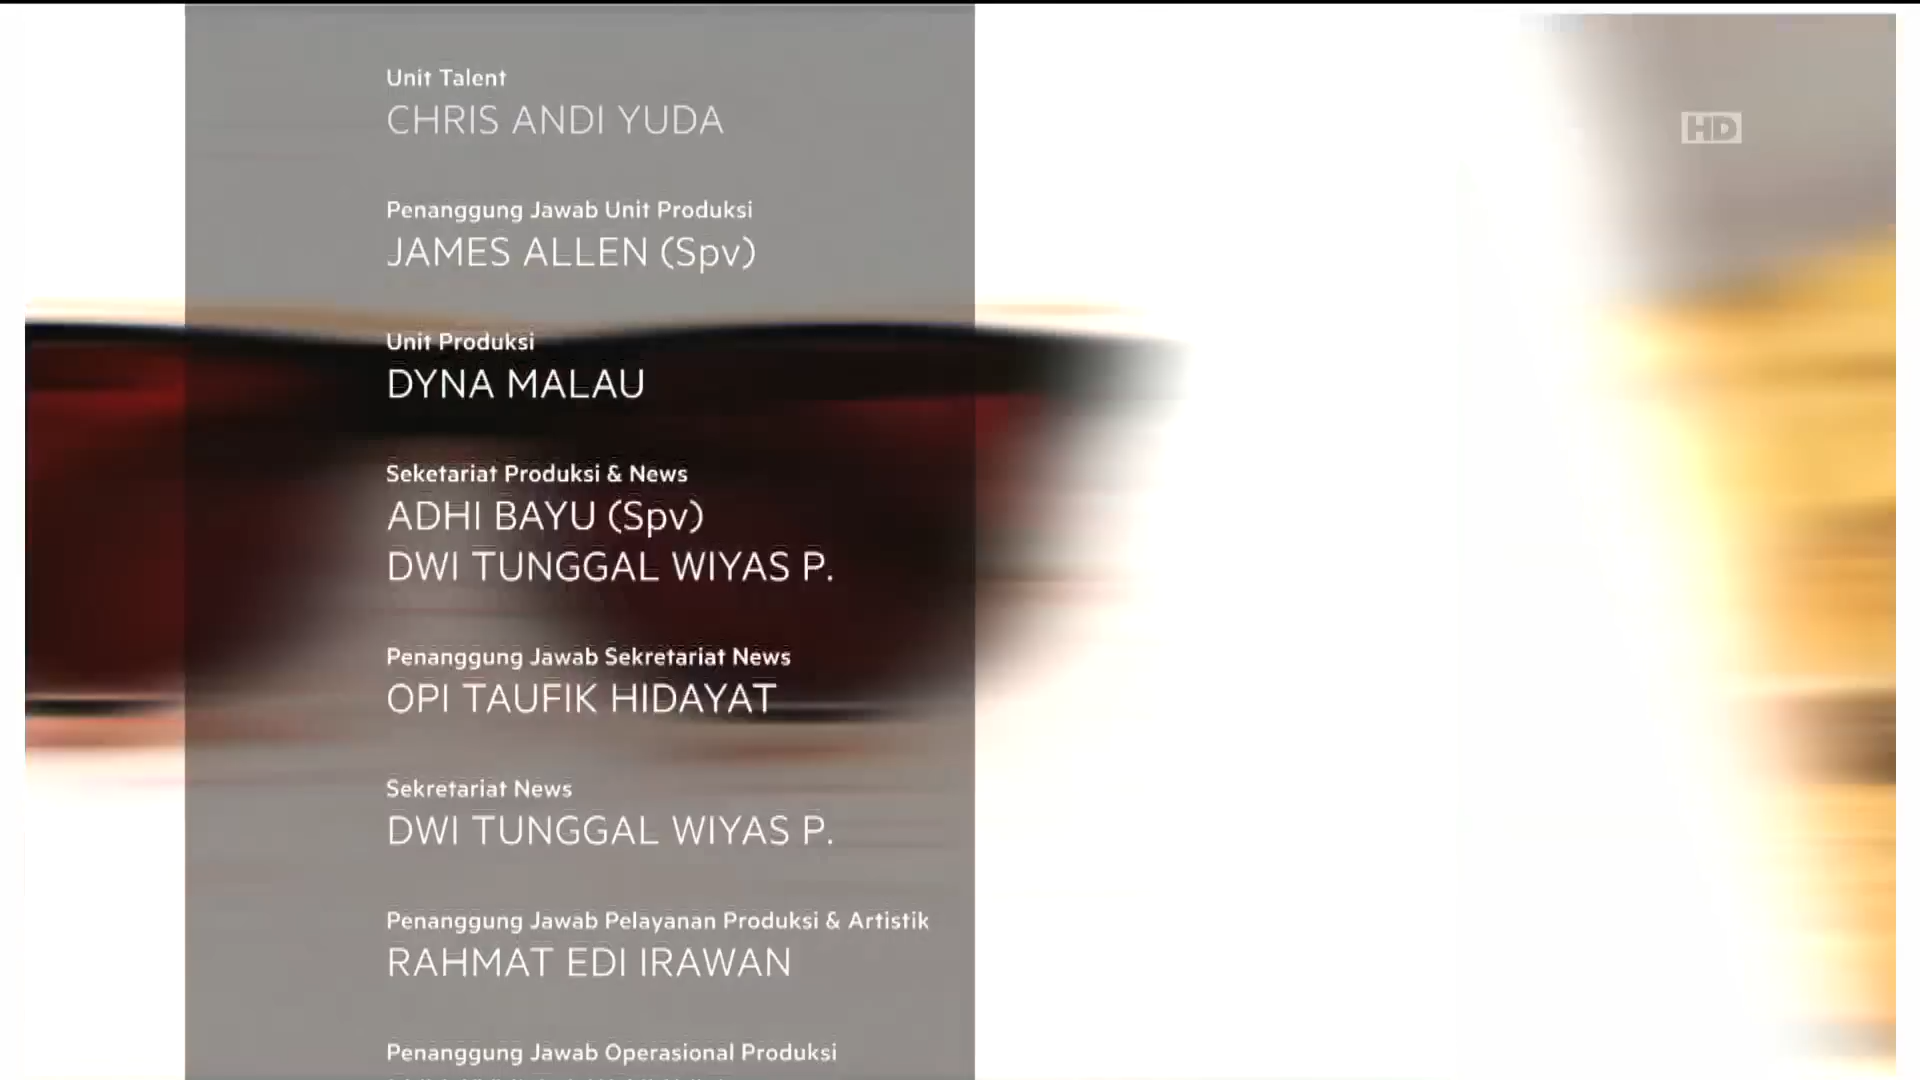 Unit Talent
CHRIS ANDI YUDA
HD
Penanggung Jawab Unit Produksi
JAMES ALLEN (Spv)
Unit Produksi
DYNA MALAU
Seketariat Produksi & News
ADHI BAYU (Spv)
DWI TUNGGAL WIYAS P.
Penanggung Jawab Sekretariat News
OPI TAUFIK HIDAYAT
Sekretariat News
DWI TUNGGAL WIYAS P.
Penanggung Jawab Pelayanan Produksi & Artistik
RAHMAT EDI IRAWAN
Penanggung Jawab Operasional Produksi